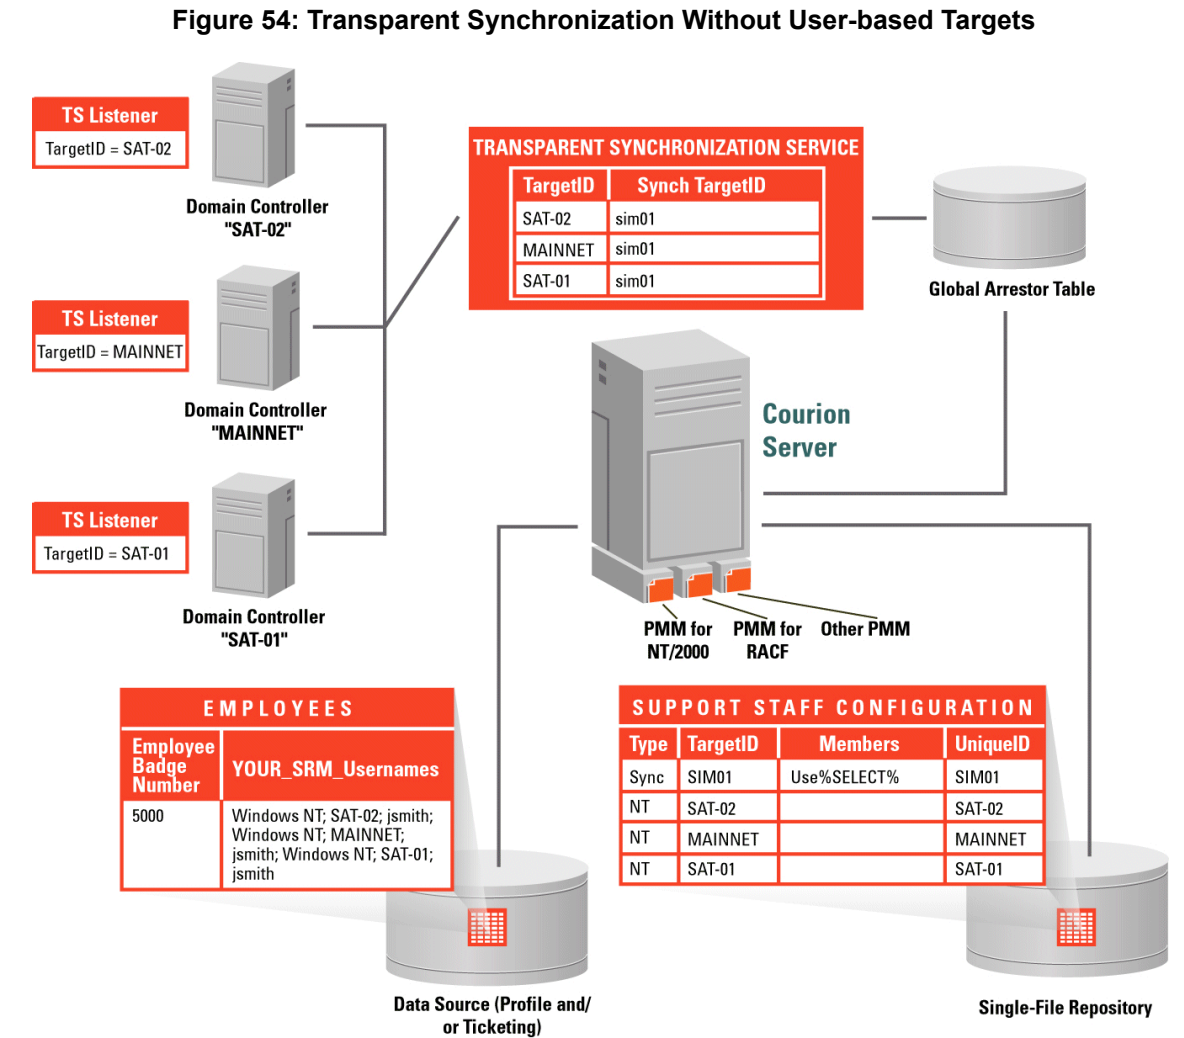 Figure 54: Transparent Synchronization Without User-based Targets
TS Listener
TargetID = SAT-02
Domain Controller
"SAT-02"
TS Listener
TargetID = MAINNET
Domain Controller
"MAINNET"
TS Listener
TargetID = SAT-01
Domain Controller
"SAT-01"
TRANSPARENT SYNCHRONIZATION SERVICE
TargetID Synch TargetID
SAT-02 sim01
MAINNET sim01
SAT-01 sim01
Global Arrestor Table
Courion
Server
PMM for
NT/2000
PMM for
RACF
Other PMM
EMPLOYEES
Employee
Badge
Number
YOUR_SRM_Usernames
5000
Windows NT; SAT-02; jsmith;
Windows NT; MAINNET;
jsmith; Windows NT; SAT-01;
jsmith
Data Source (Profile and/
or Ticketing)
SUPPORT STAFF CONFIGURATION
Type TargetID Members UniqueID
Sync SIM01 Use%SELECT% SIM01
NT SAT-02 SAT-02
NT MAINNET MAINNET
NT SAT-01 SAT-01
Single-File Repository